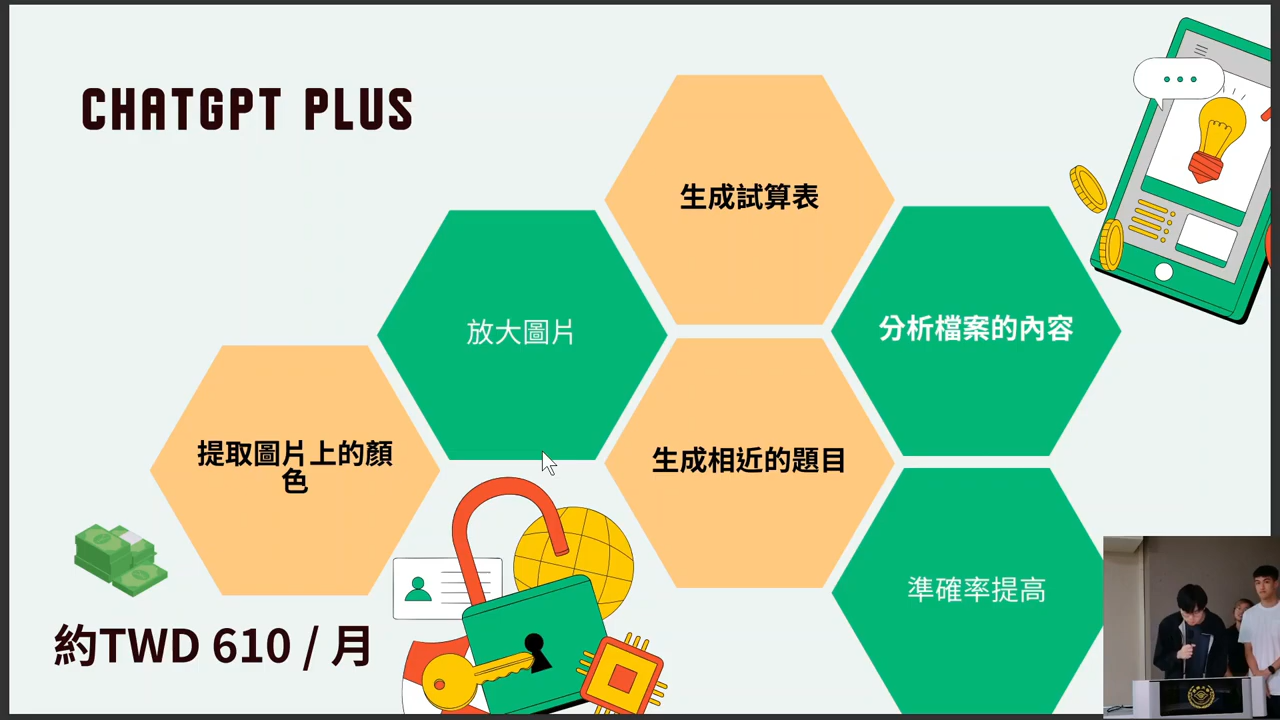 CHATGPT PLUS
生成試算表
放大圖片
分析檔案的內容
提取圖片上的顏
色
生成相近的題目
準確率提高
約TWD 610 / 月